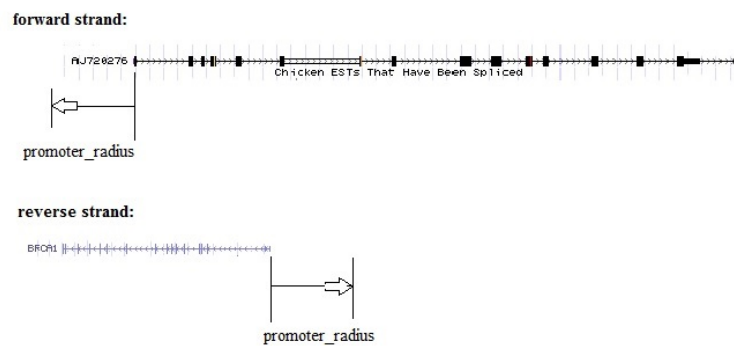 forward strand:
AJ720276
Chicken ESTs That Have Been Spliced
promoter_radius
reverse strand:
BRCA1
promoter_radius